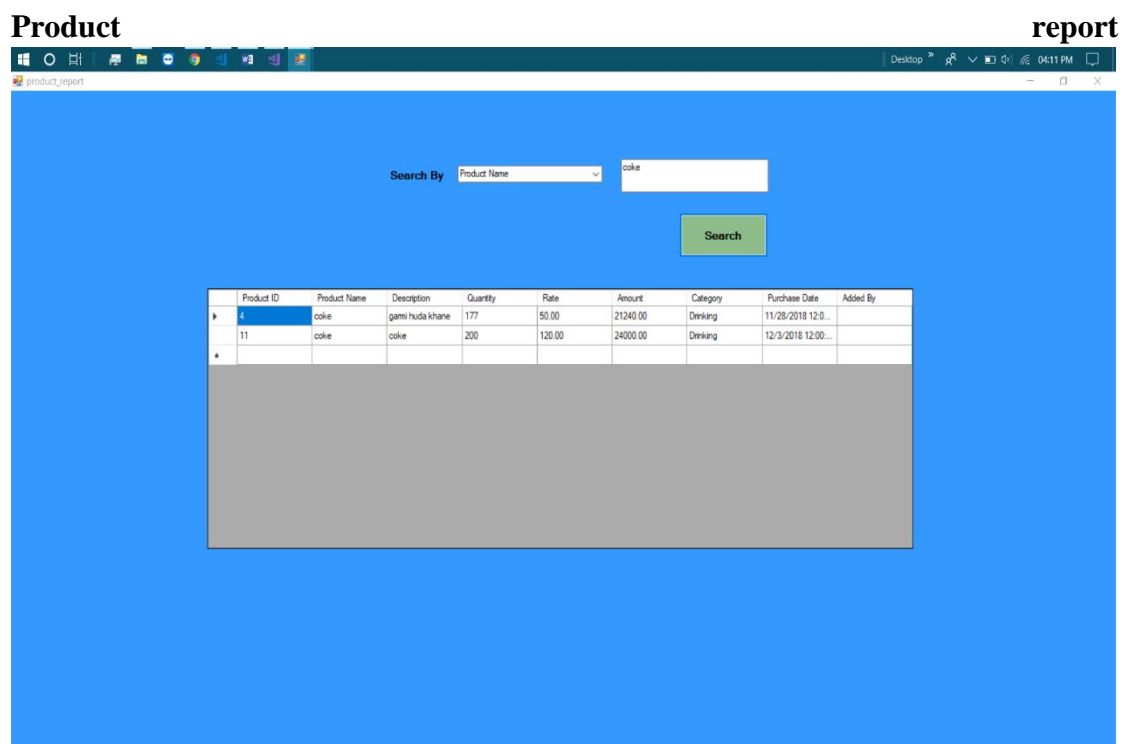 Product report
Desktop » 04:11 PM
product_report
Search By Product Name coke
Search
Product ID Product Name Description Quantity Rate Amount Category Purchase Date Added By
4 coke garmi huda khane 177 50.00 21240.00 Drinking 11/28/2018 12:0...
11 coke coke 200 120.00 24000.00 Drinking 12/3/2018 12:00:...